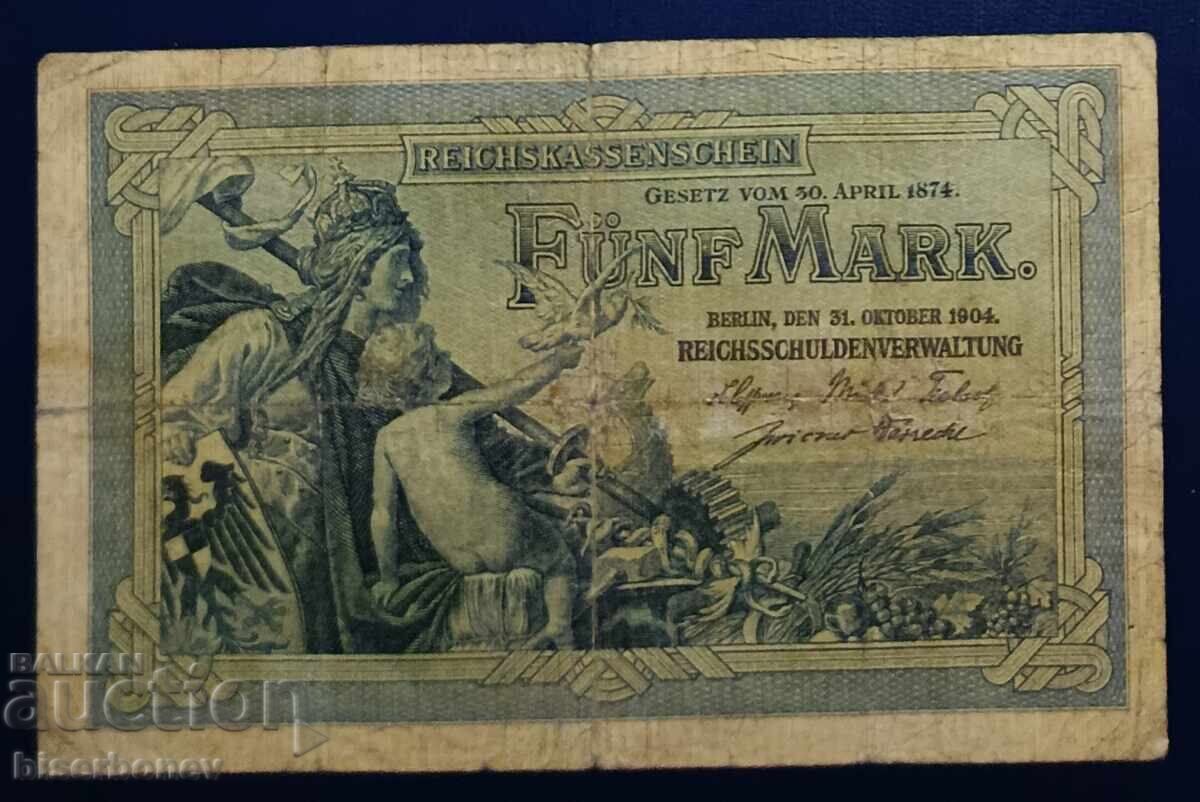 REICHSKASSENSCHEIN
GESETZ VOM 30. APRIL 1874.
FÜNF MARK.
BERLIN, DEN 31. OKTOBER 1904.
REICHSSCHULDENVERWALTUNG
BALKAN
auction
biserbonev